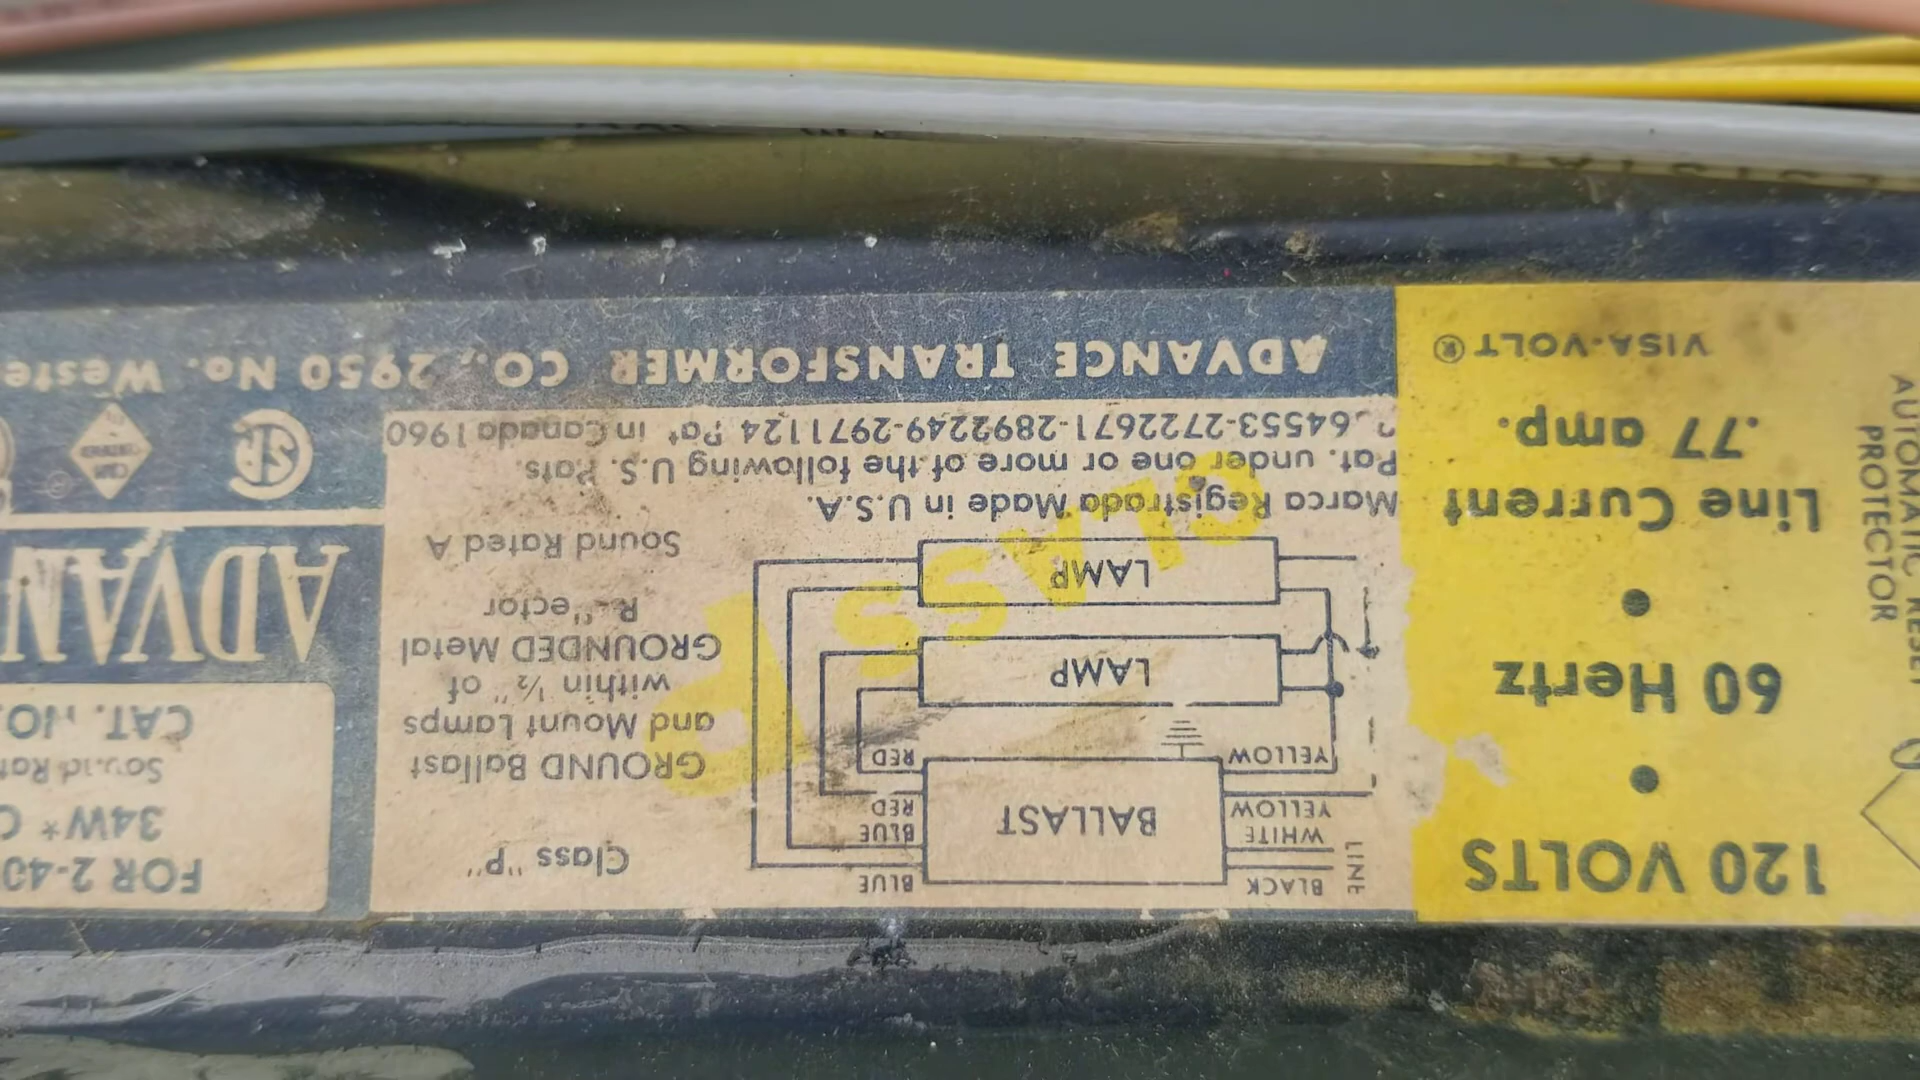 120 VOLTS • 60 Hertz • Line Current .77 amp. VISA-VOLT®
AUTOMATIC RESET
PROTECTOR
LINE
BLACK
WHITE
YELLOW
YELLOW
BALLAST
BLUE
BLUE
RED
RED
LAMP
LAMP
Class "P"
GROUND Ballast
and Mount Lamps
within ½" of
GROUNDED Metal
Sound Rated A
CLASS P
Marca Registrada Made in U.S.A.
Pat. under one or more of the following U.S. Pats.
64553-2722671-2892249-2971124 Pat in Canada 1960
FOR 2-40
34W*
Sound Rat
CAT. NO.
ADVAN
ADVANCE TRANSFORMER CO., 2950 No. Weste